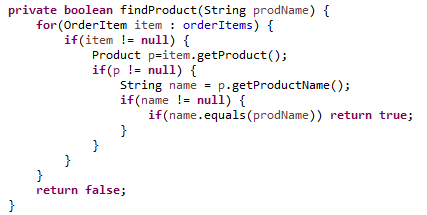 private boolean findProduct(String prodName) {
    for(OrderItem item : orderItems) {
        if(item != null) {
            Product p=item.getProduct();
            if(p != null) {
                String name = p.getProductName();
                if(name != null) {
                    if(name.equals(prodName)) return true;
                }
            }
        }
    }
    return false;
}